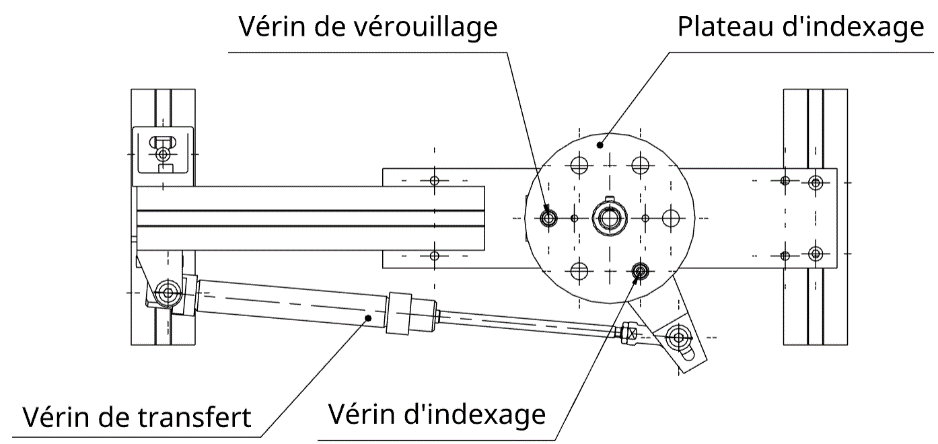 Vérin de vérouillage
Plateau d'indexage
Vérin de transfert
Vérin d'indexage